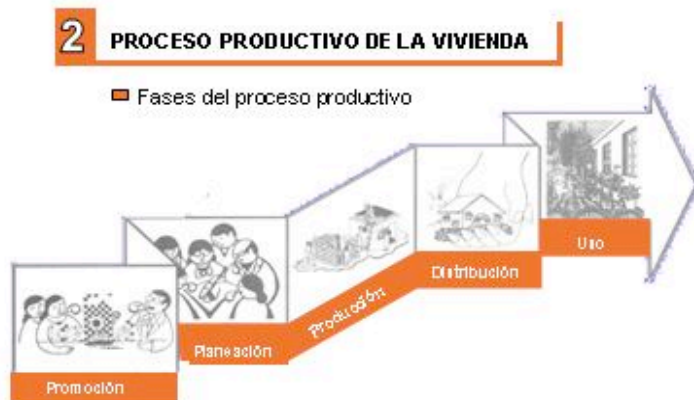 2 PROCESO PRODUCTIVO DE LA VIVIENDA
Fases del proceso productivo
Promoción
Planeación
Producción
Distribución
Uso